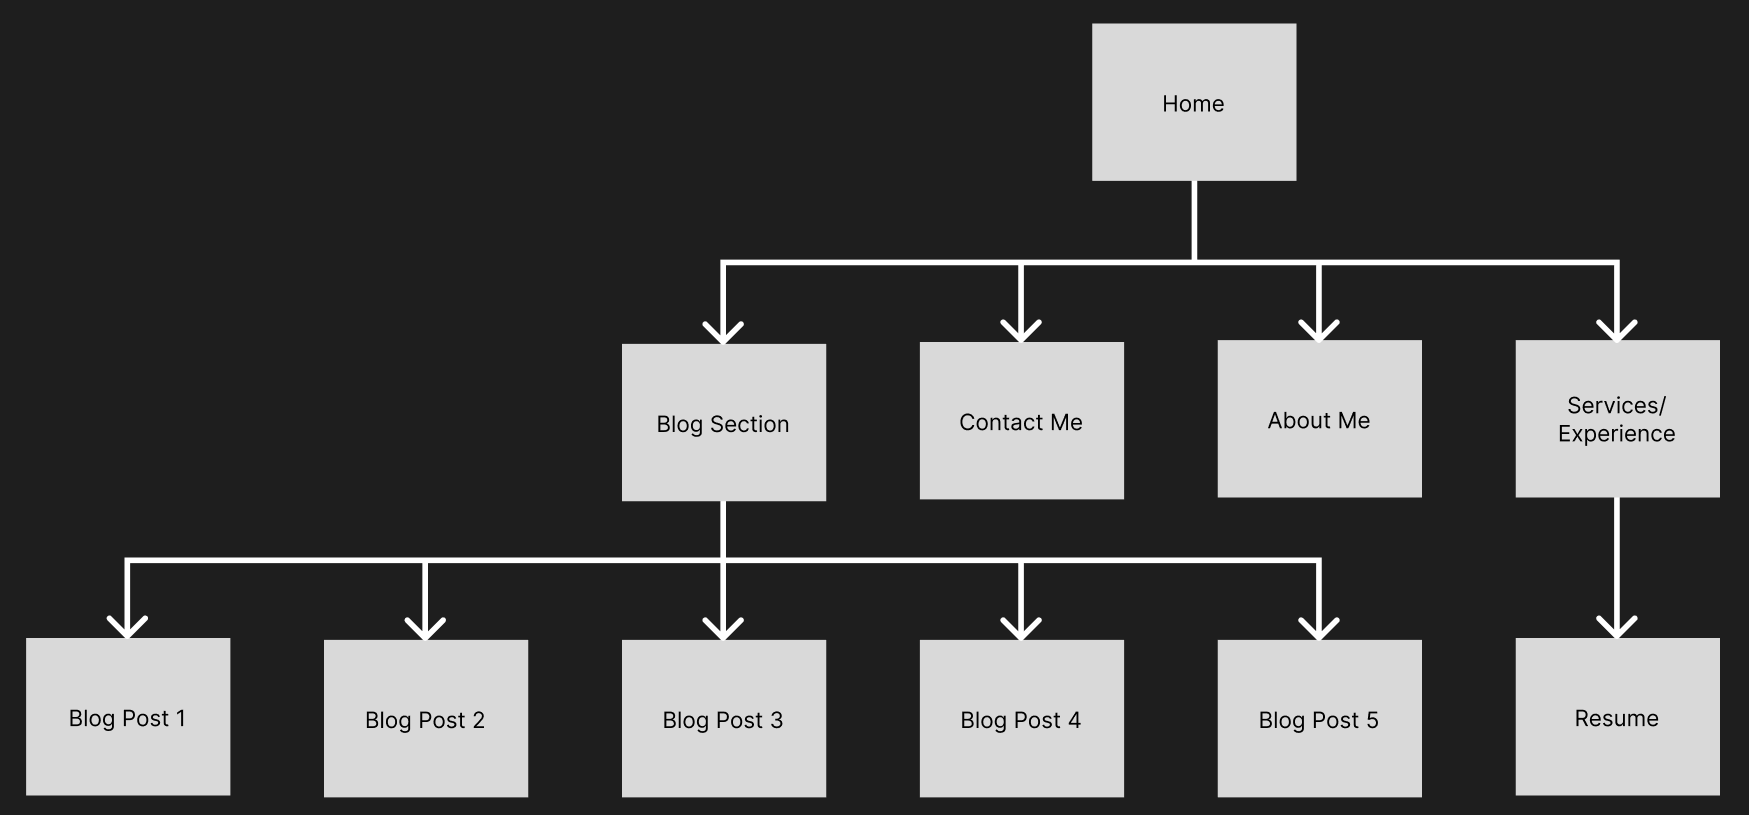 Home
Blog Section
Contact Me
About Me
Services/
Experience
Blog Post 1
Blog Post 2
Blog Post 3
Blog Post 4
Blog Post 5
Resume